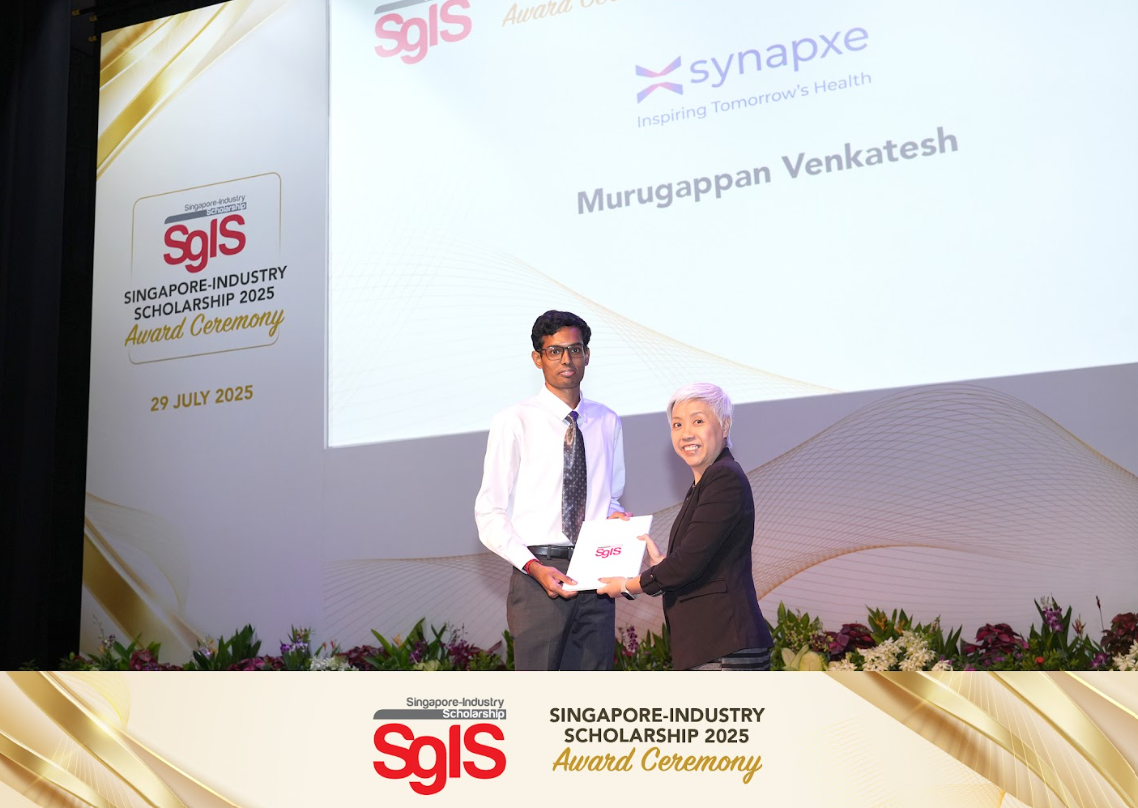 SgIS
Award
synapxe
Inspiring Tomorrow's Health
Murugappan Venkatesh
Singapore-Industry
Scholarship
SgIS
SINGAPORE-INDUSTRY
SCHOLARSHIP 2025
Award Ceremony
29 JULY 2025
SgIS
Singapore-Industry
Scholarship
SgIS
SINGAPORE-INDUSTRY
SCHOLARSHIP 2025
Award Ceremony